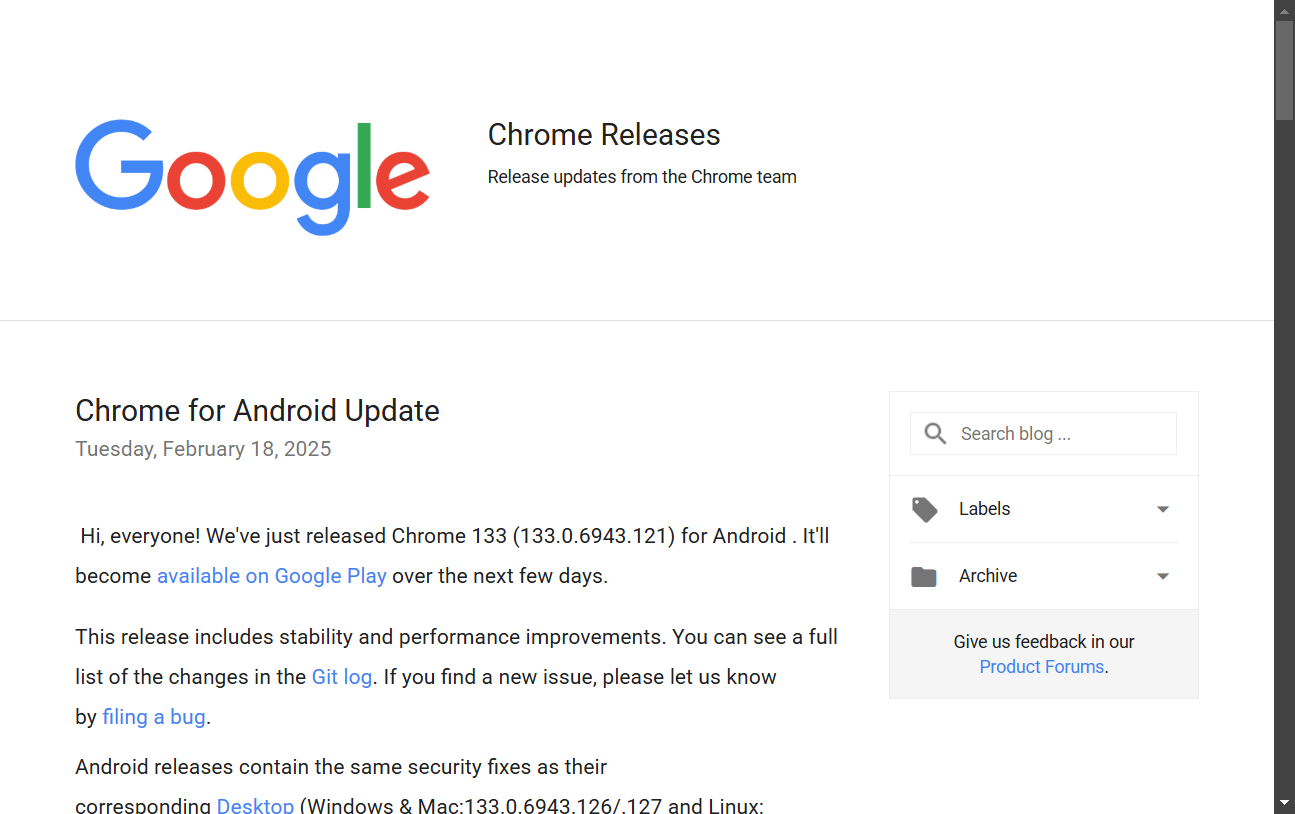 Google
Chrome Releases
Release updates from the Chrome team
Chrome for Android Update
Tuesday, February 18, 2025
Hi, everyone! We've just released Chrome 133 (133.0.6943.121) for Android . It'll
become available on Google Play over the next few days.
This release includes stability and performance improvements. You can see a full
list of the changes in the Git log. If you find a new issue, please let us know
by filing a bug.
Android releases contain the same security fixes as their
corresponding Desktop (Windows & Mac:133.0.6943.126/.127 and Linux:
Search blog ...
Labels
Archive
Give us feedback in our
Product Forums.